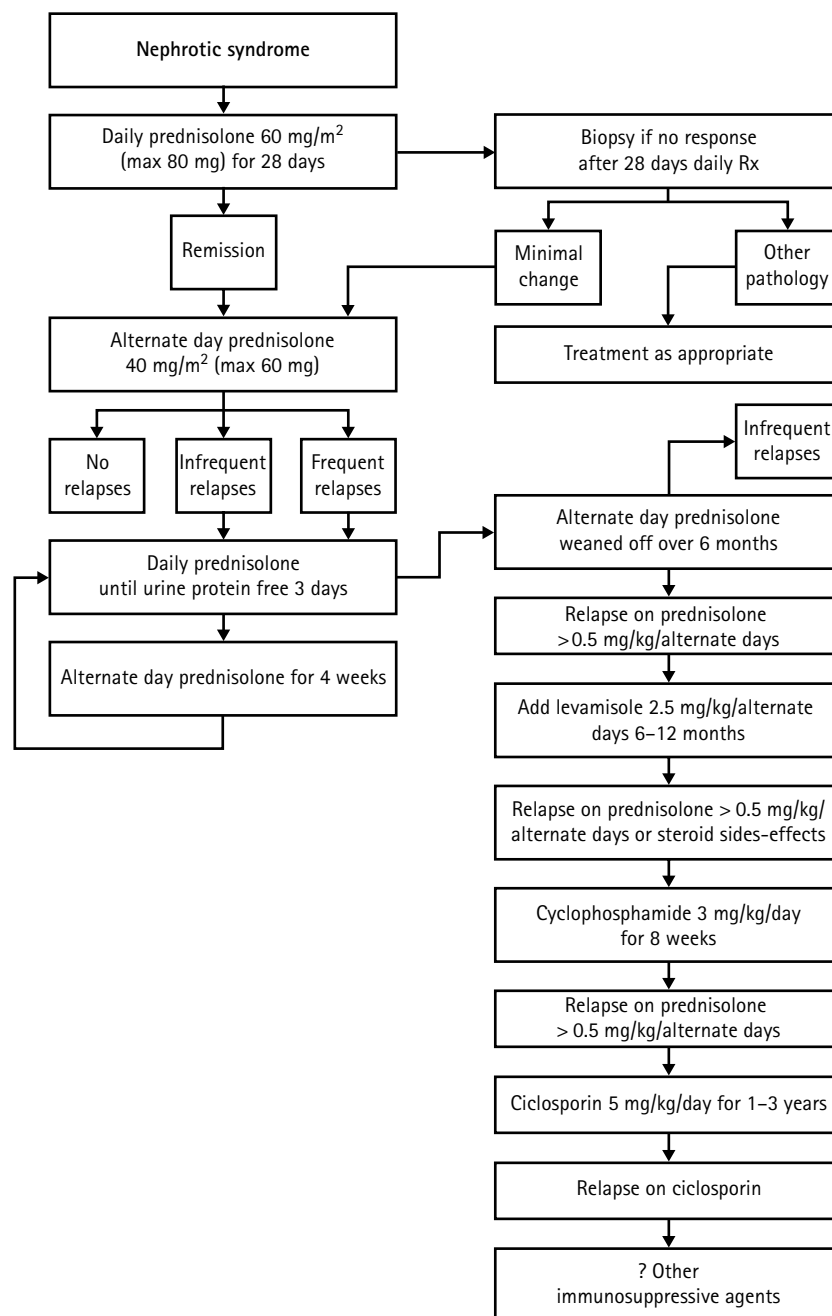 Nephrotic syndrome
Daily prednisolone 60 mg/m²
(max 80 mg) for 28 days
Biopsy if no response
after 28 days daily Rx
Remission
Minimal
change
Other
pathology
Alternate day prednisolone
40 mg/m² (max 60 mg)
Treatment as appropriate
No
relapses
Infrequent
relapses
Frequent
relapses
Infrequent
relapses
Daily prednisolone
until urine protein free 3 days
Alternate day prednisolone for 4 weeks
Alternate day prednisolone
weaned off over 6 months
Relapse on prednisolone
>0.5 mg/kg/alternate days
Add levamisole 2.5 mg/kg/alternate
days 6–12 months
Relapse on prednisolone > 0.5 mg/kg/
alternate days or steroid sides-effects
Cyclophosphamide 3 mg/kg/day
for 8 weeks
Relapse on prednisolone
> 0.5 mg/kg/alternate days
Ciclosporin 5 mg/kg/day for 1–3 years
Relapse on ciclosporin
? Other
immunosuppressive agents